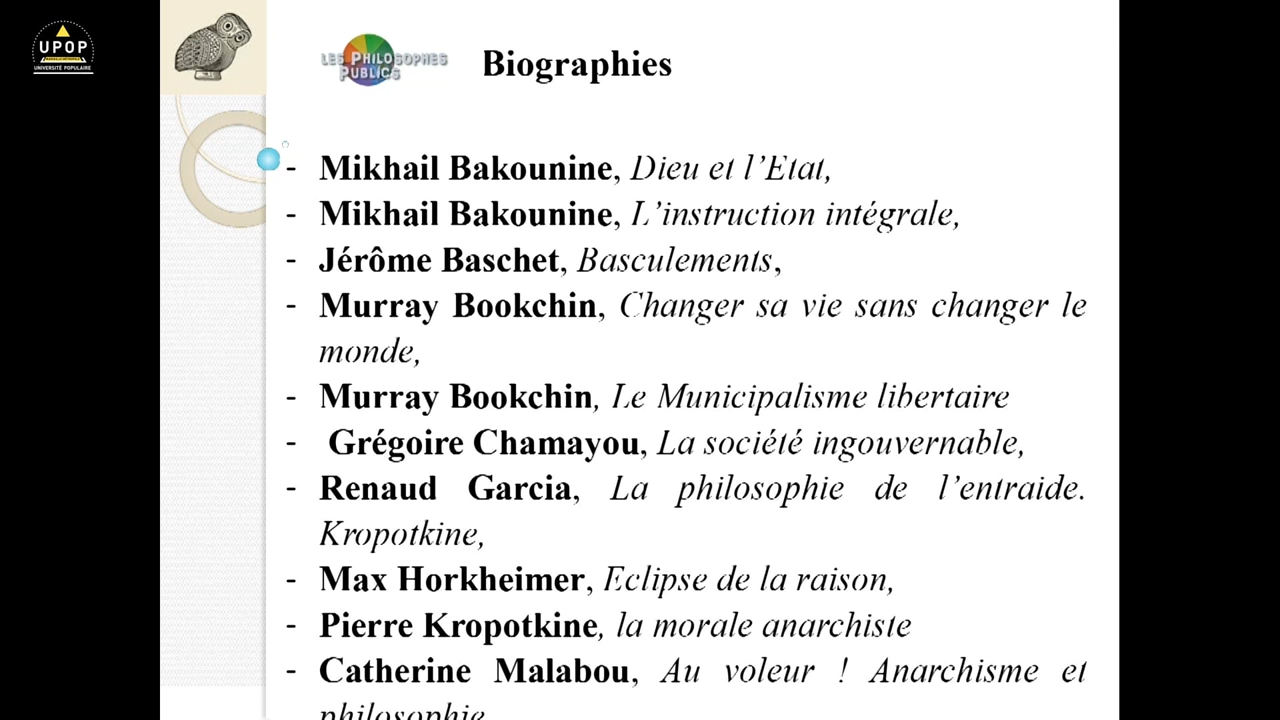 UPOP
UNIVERSITÉ POPULAIRE
LES PHILOSOPHES
PUBLICS
Biographies
- Mikhail Bakounine, Dieu et l’Etat,
- Mikhail Bakounine, L’instruction intégrale,
- Jérôme Baschet, Basculements,
- Murray Bookchin, Changer sa vie sans changer le
monde,
- Murray Bookchin, Le Municipalisme libertaire
- Grégoire Chamayou, La société ingouvernable,
- Renaud Garcia, La philosophie de l’entraide.
Kropotkine,
- Max Horkheimer, Eclipse de la raison,
- Pierre Kropotkine, la morale anarchiste
- Catherine Malabou, Au voleur ! Anarchisme et
philosophie